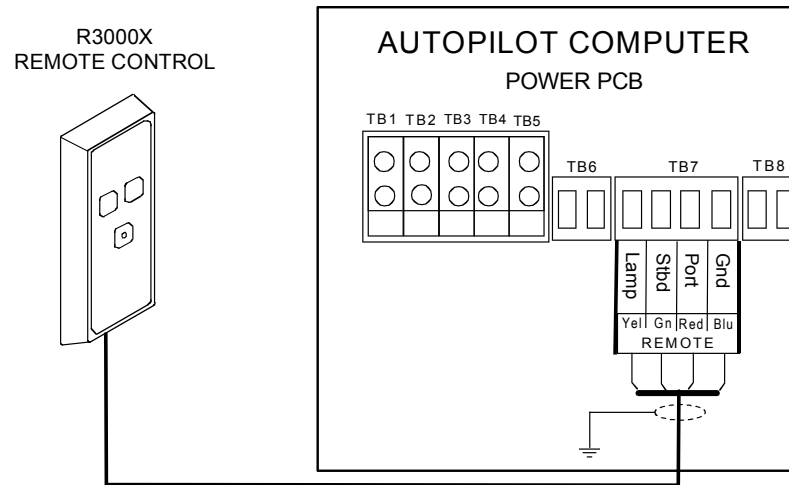 R3000X
REMOTE CONTROL
AUTOPILOT COMPUTER
POWER PCB
TB1 TB2 TB3 TB4 TB5
TB6 TB7 TB8
Lamp Stbd Port Gnd
Yel Gn Red Blu
REMOTE